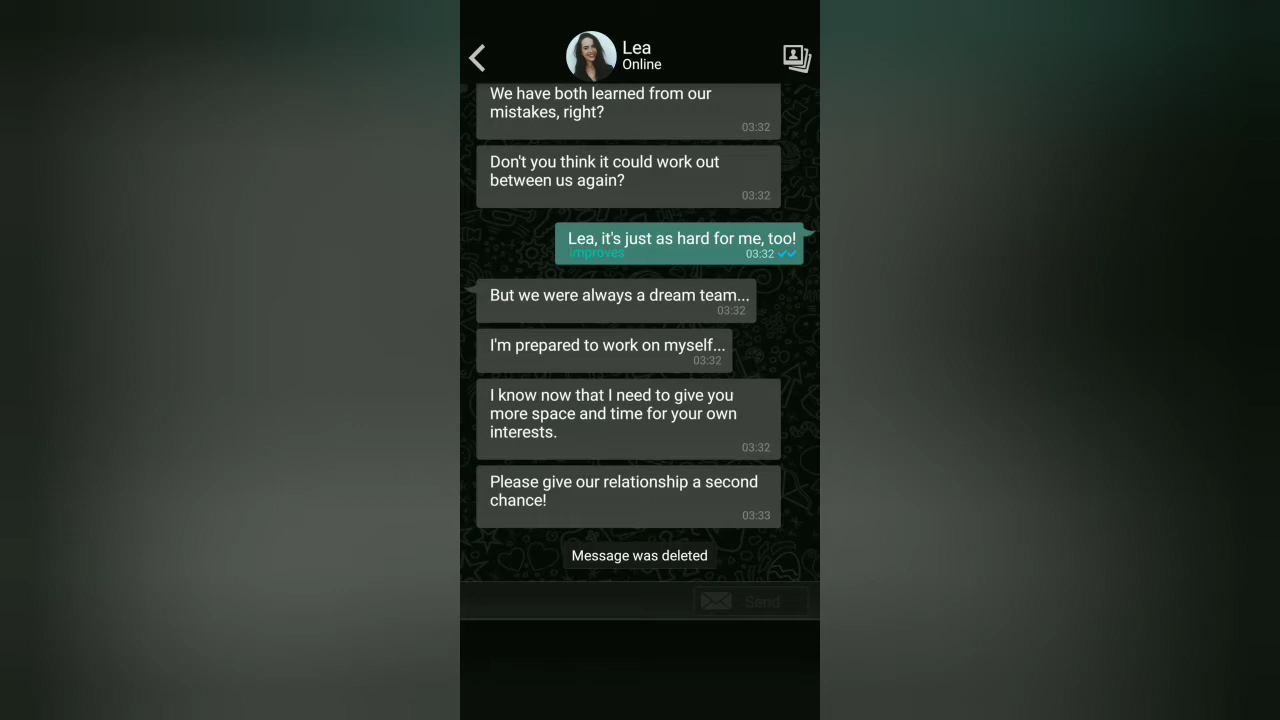 Lea
Online
We have both learned from our
mistakes, right?
03:32
Don't you think it could work out
between us again?
03:32
Lea, it's just as hard for me, too!
improves
03:32
But we were always a dream team...
03:32
I'm prepared to work on myself...
03:32
I know now that I need to give you
more space and time for your own
interests.
03:32
Please give our relationship a second
chance!
03:33
Message was deleted
Send